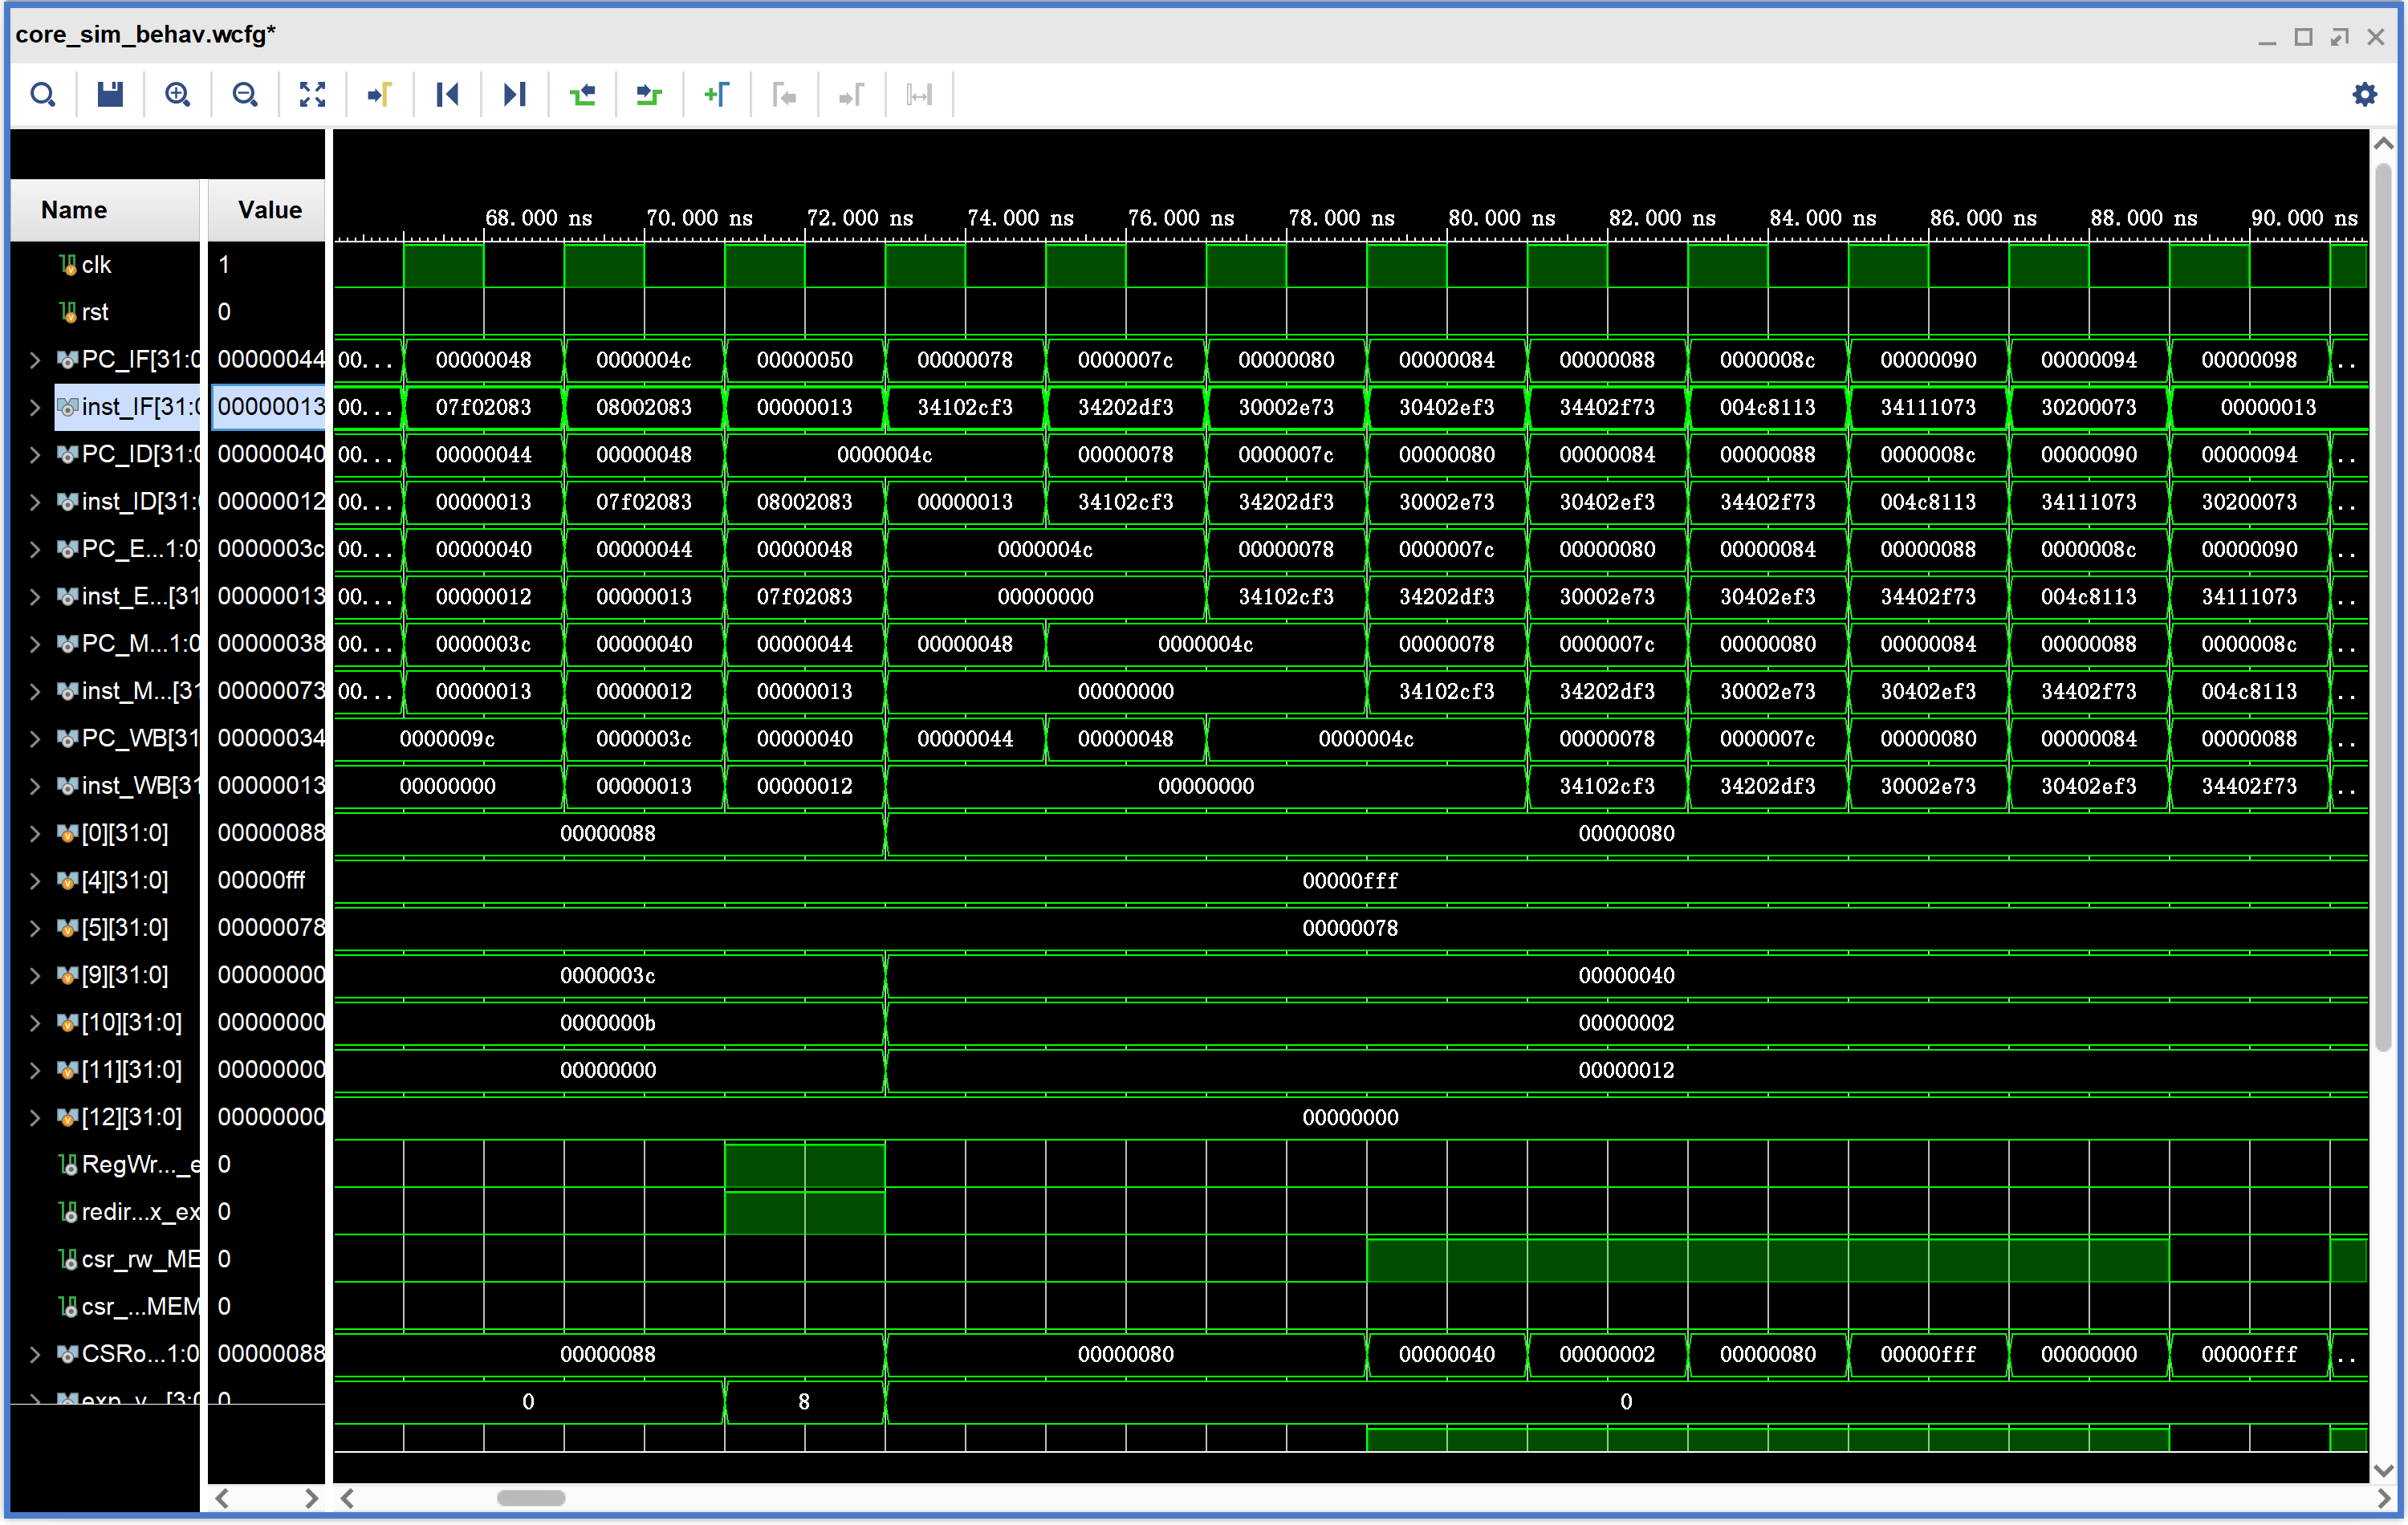 core_sim_behav.wcfg*
Name Value
68.000 ns 70.000 ns 72.000 ns 74.000 ns 76.000 ns 78.000 ns 80.000 ns 82.000 ns 84.000 ns 86.000 ns 88.000 ns 90.000 ns
clk 1
rst 0
PC_IF[31:0 00000044 00... 00000048 0000004c 00000050 00000078 0000007c 00000080 00000084 00000088 0000008c 00000090 00000094 00000098 ..
inst_IF[31:0 00000013 00... 07f02083 08002083 00000013 34102cf3 34202df3 30002e73 30402ef3 34402f73 004c8113 34111073 30200073 00000013
PC_ID[31:0 00000040 00... 00000044 00000048 0000004c 00000078 0000007c 00000080 00000084 00000088 0000008c 00000090 00000094 ..
inst_ID[31: 00000012 00... 00000013 07f02083 08002083 00000013 34102cf3 34202df3 30002e73 30402ef3 34402f73 004c8113 34111073 30200073 ..
PC_E...1:0] 0000003c 00... 00000040 00000044 00000048 0000004c 00000078 0000007c 00000080 00000084 00000088 0000008c 00000090 ..
inst_E...[31 00000013 00... 00000012 00000013 07f02083 00000000 34102cf3 34202df3 30002e73 30402ef3 34402f73 004c8113 34111073 ..
PC_M...1:0 00000038 00... 0000003c 00000040 00000044 00000048 0000004c 00000078 0000007c 00000080 00000084 00000088 0000008c ..
inst_M...[31 00000073 00... 00000013 00000012 00000013 00000000 34102cf3 34202df3 30002e73 30402ef3 34402f73 004c8113 ..
PC_WB[31 00000034 0000009c 0000003c 00000040 00000044 00000048 0000004c 00000078 0000007c 00000080 00000084 00000088 ..
inst_WB[31 00000013 00000000 00000013 00000012 00000000 34102cf3 34202df3 30002e73 30402ef3 34402f73 ..
[0][31:0] 00000088 00000088 00000080
[4][31:0] 00000fff 00000fff
[5][31:0] 00000078 00000078
[9][31:0] 00000000 0000003c 00000040
[10][31:0] 00000000 0000000b 00000002
[11][31:0] 00000000 00000000 00000012
[12][31:0] 00000000 00000000
RegWr..._e 0
redir...x_ex 0
csr_rw_ME 0
csr_...MEM 0
CSRo...1:0 00000088 00000088 00000080 00000040 00000002 00000080 00000fff 00000000 00000fff ..
exp_v...[3:0 0 0 8 0